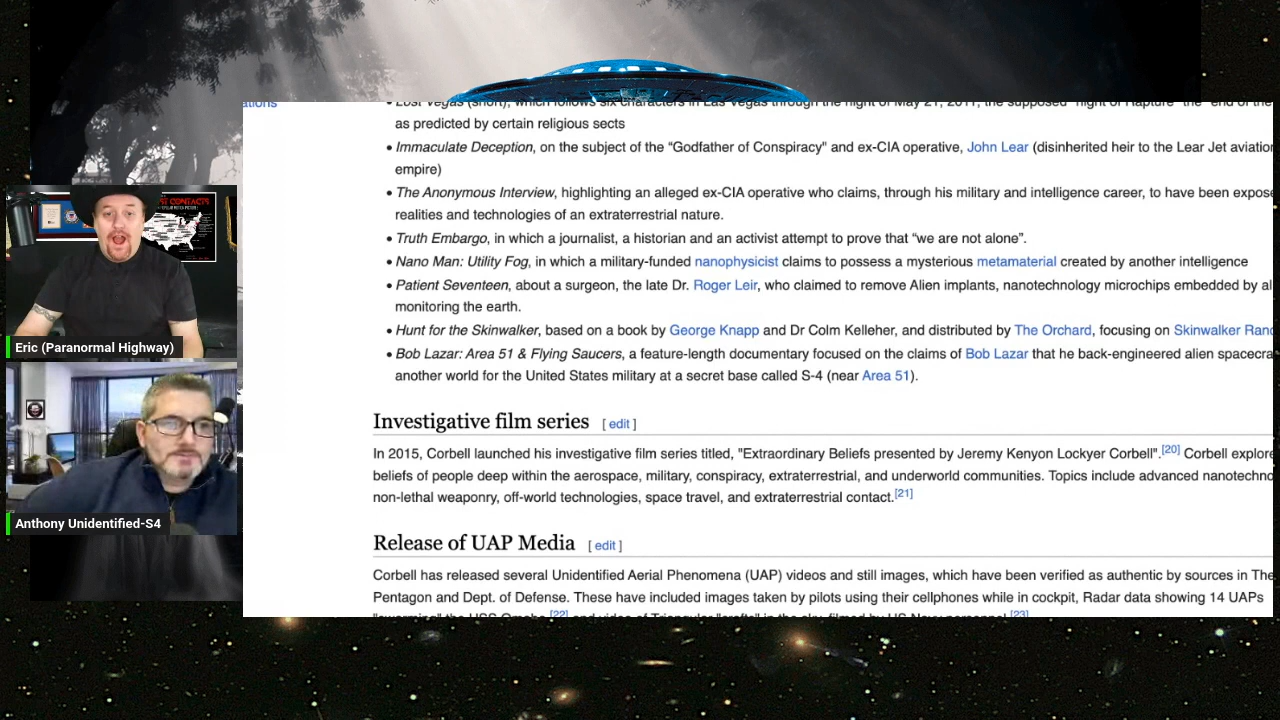 ations
Lost Vegas (short), which follows six characters in Las Vegas through the night of May 21, 2011, the supposed "night of Rapture" the "end of the
as predicted by certain religious sects
• Immaculate Deception, on the subject of the "Godfather of Conspiracy" and ex-CIA operative, John Lear (disinherited heir to the Lear Jet aviation
empire)
• The Anonymous Interview, highlighting an alleged ex-CIA operative who claims, through his military and intelligence career, to have been expose
realities and technologies of an extraterrestrial nature.
• Truth Embargo, in which a journalist, a historian and an activist attempt to prove that “we are not alone”.
• Nano Man: Utility Fog, in which a military-funded nanophysicist claims to possess a mysterious metamaterial created by another intelligence
• Patient Seventeen, about a surgeon, the late Dr. Roger Leir, who claimed to remove Alien implants, nanotechnology microchips embedded by al
monitoring the earth.
• Hunt for the Skinwalker, based on a book by George Knapp and Dr Colm Kelleher, and distributed by The Orchard, focusing on Skinwalker Ranc
• Bob Lazar: Area 51 & Flying Saucers, a feature-length documentary focused on the claims of Bob Lazar that he back-engineered alien spacecra
another world for the United States military at a secret base called S-4 (near Area 51).
Investigative film series [ edit ]
In 2015, Corbell launched his investigative film series titled, "Extraordinary Beliefs presented by Jeremy Kenyon Lockyer Corbell".[20] Corbell explore
beliefs of people deep within the aerospace, military, conspiracy, extraterrestrial, and underworld communities. Topics include advanced nanotechno
non-lethal weaponry, off-world technologies, space travel, and extraterrestrial contact.[21]
Release of UAP Media [ edit ]
Corbell has released several Unidentified Aerial Phenomena (UAP) videos and still images, which have been verified as authentic by sources in The
Pentagon and Dept. of Defense. These have included images taken by pilots using their cellphones while in cockpit, Radar data showing 14 UAPs
"swarming" the USS Omaha,[22] and video of Triangular "crafts" in the sky filmed by US Navy personnel.[23]
ST CONTACTS
Eric (Paranormal Highway)
Anthony Unidentified-S4